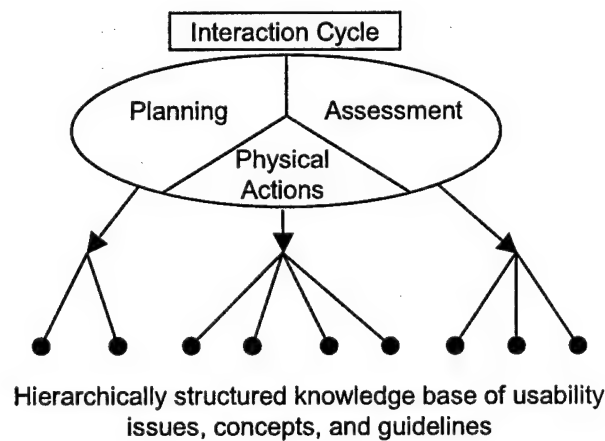 Interaction Cycle
Planning
Assessment
Physical
Actions
Hierarchically structured knowledge base of usability
issues, concepts, and guidelines